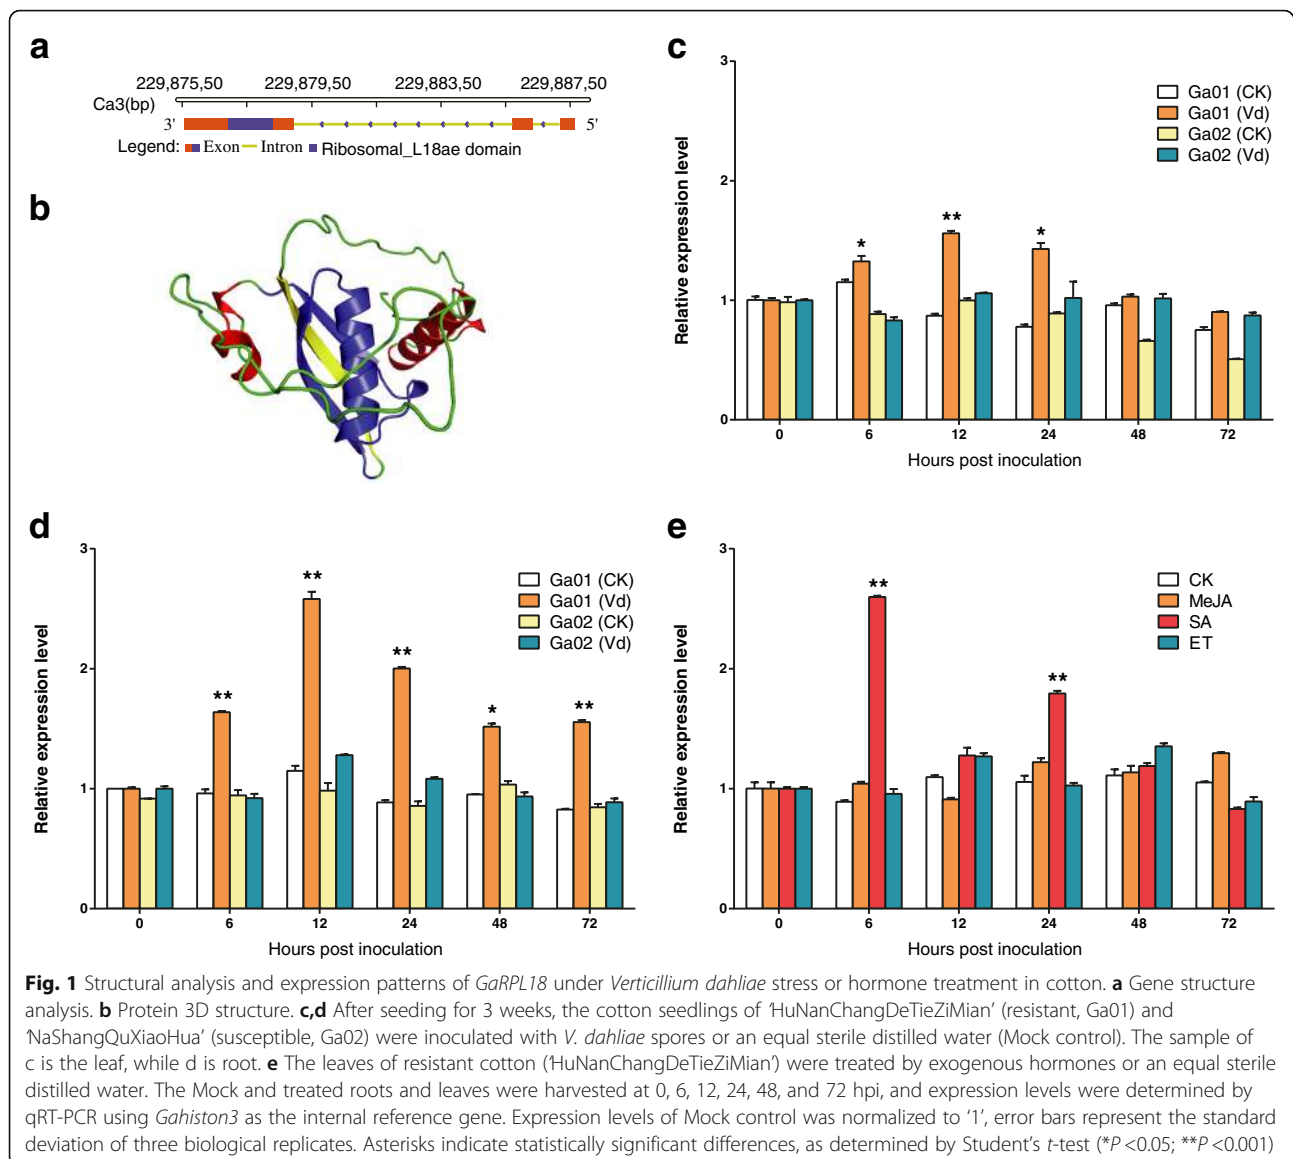 a
229,875,50 229,879,50 229,883,50 229,887,50
Ca3(bp)
3' 5'
Legend: Exon Intron Ribosomal_L18ae domain
b
c
Relative expression level
3
2
1
0
Ga01 (CK)
Ga01 (Vd)
Ga02 (CK)
Ga02 (Vd)
* ** *
0 6 12 24 48 72
Hours post inoculation
d
Relative expression level
3
2
1
0
Ga01 (CK)
Ga01 (Vd)
Ga02 (CK)
Ga02 (Vd)
** ** ** * **
0 6 12 24 48 72
Hours post inoculation
e
Relative expression level
3
2
1
0
CK
MeJA
SA
ET
** **
0 6 12 24 48 72
Hours post inoculation
Fig. 1 Structural analysis and expression patterns of GaRPL18 under Verticillium dahliae stress or hormone treatment in cotton. a Gene structure
analysis. b Protein 3D structure. c,d After seeding for 3 weeks, the cotton seedlings of 'HuNanChangDeTieZiMian' (resistant, Ga01) and
'NaShangQuXiaoHua' (susceptible, Ga02) were inoculated with V. dahliae spores or an equal sterile distilled water (Mock control). The sample of
c is the leaf, while d is root. e The leaves of resistant cotton ('HuNanChangDeTieZiMian') were treated by exogenous hormones or an equal sterile
distilled water. The Mock and treated roots and leaves were harvested at 0, 6, 12, 24, 48, and 72 hpi, and expression levels were determined by
qRT-PCR using Gahiston3 as the internal reference gene. Expression levels of Mock control was normalized to '1', error bars represent the standard
deviation of three biological replicates. Asterisks indicate statistically significant differences, as determined by Student's t-test (*P <0.05; **P <0.001)